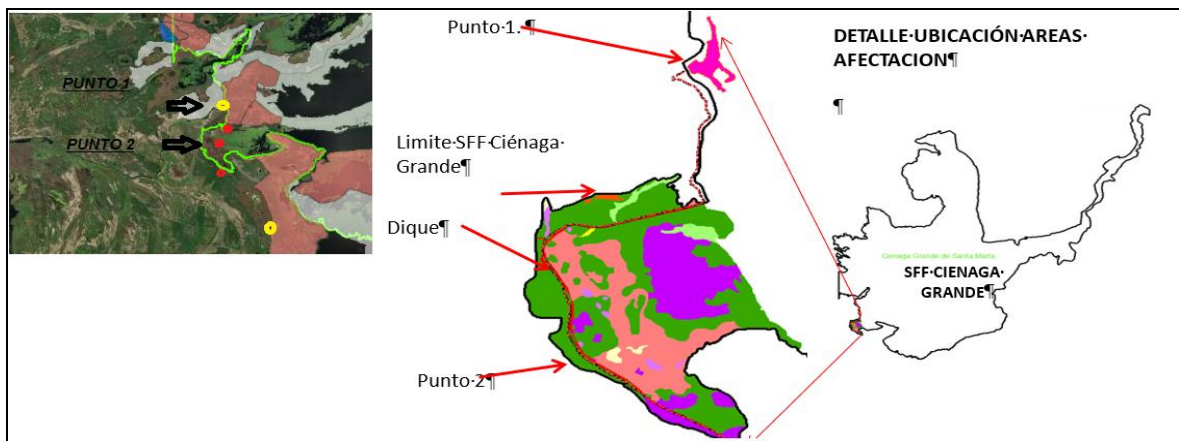 PUNTO 1
PUNTO 2
Punto·1.¶
Limite·SFF·Ciénaga·
Grande¶
Dique¶
Punto·2¶
DETALLE·UBICACIÓN·AREAS·
AFECTACION¶
¶
Cienaga Grande de Santa Marta
SFF·CIENAGA·
GRANDE¶